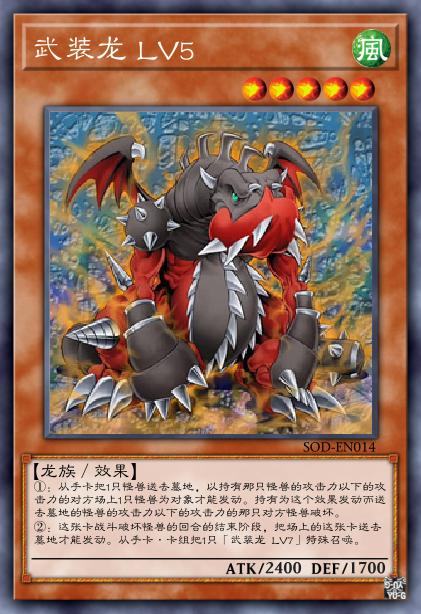 武装龙 LV5
風
SOD-EN014
【龙族／效果】
①：从手卡把1只怪兽送去墓地，以持有那只怪兽的攻击力以下的攻
击力的对方场上1只怪兽为对象才能发动。持有为这个效果发动而送
去墓地的怪兽的攻击力以下的攻击力的那只对方怪兽破坏。
②：这张卡战斗破坏怪兽的回合的结束阶段，把场上的这张卡送去
墓地才能发动。从手卡·卡组把1只「武装龙 LV7」特殊召唤。
ATK/2400 DEF/1700